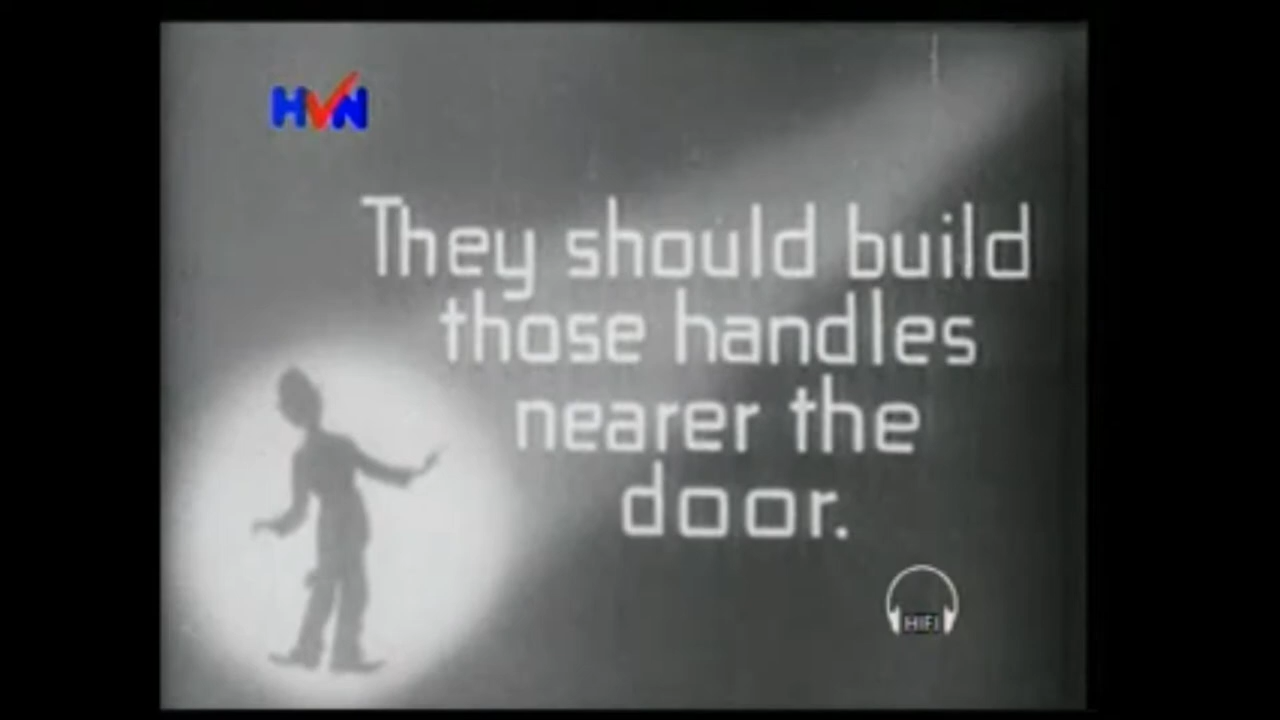 HVN
They should build
those handles
nearer the
door.
HIFI